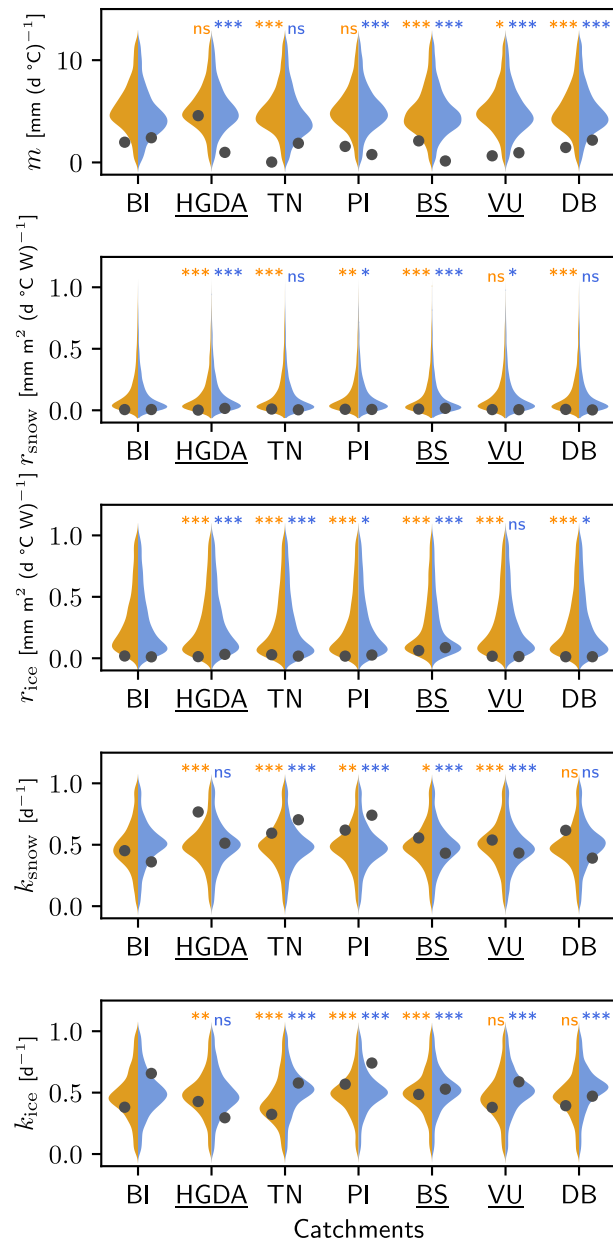 ns *** *** ns ns *** *** *** * *** *** ***
m [mm (d °C)⁻¹]
10
0
BI HGDA TN PI BS VU DB
*** *** *** ns ** * *** *** ns * *** ns
r_snow [mm m² (d °C W)⁻¹]
1.0
0.5
0.0
BI HGDA TN PI BS VU DB
*** *** *** *** *** * *** *** *** ns *** *
r_ice [mm m² (d °C W)⁻¹]
1.0
0.5
0.0
BI HGDA TN PI BS VU DB
*** ns *** *** ** *** * *** *** *** ns ns
k_snow [d⁻¹]
1.0
0.5
0.0
BI HGDA TN PI BS VU DB
** ns *** *** *** *** *** *** ns *** ns ***
k_ice [d⁻¹]
1.0
0.5
0.0
BI HGDA TN PI BS VU DB
Catchments